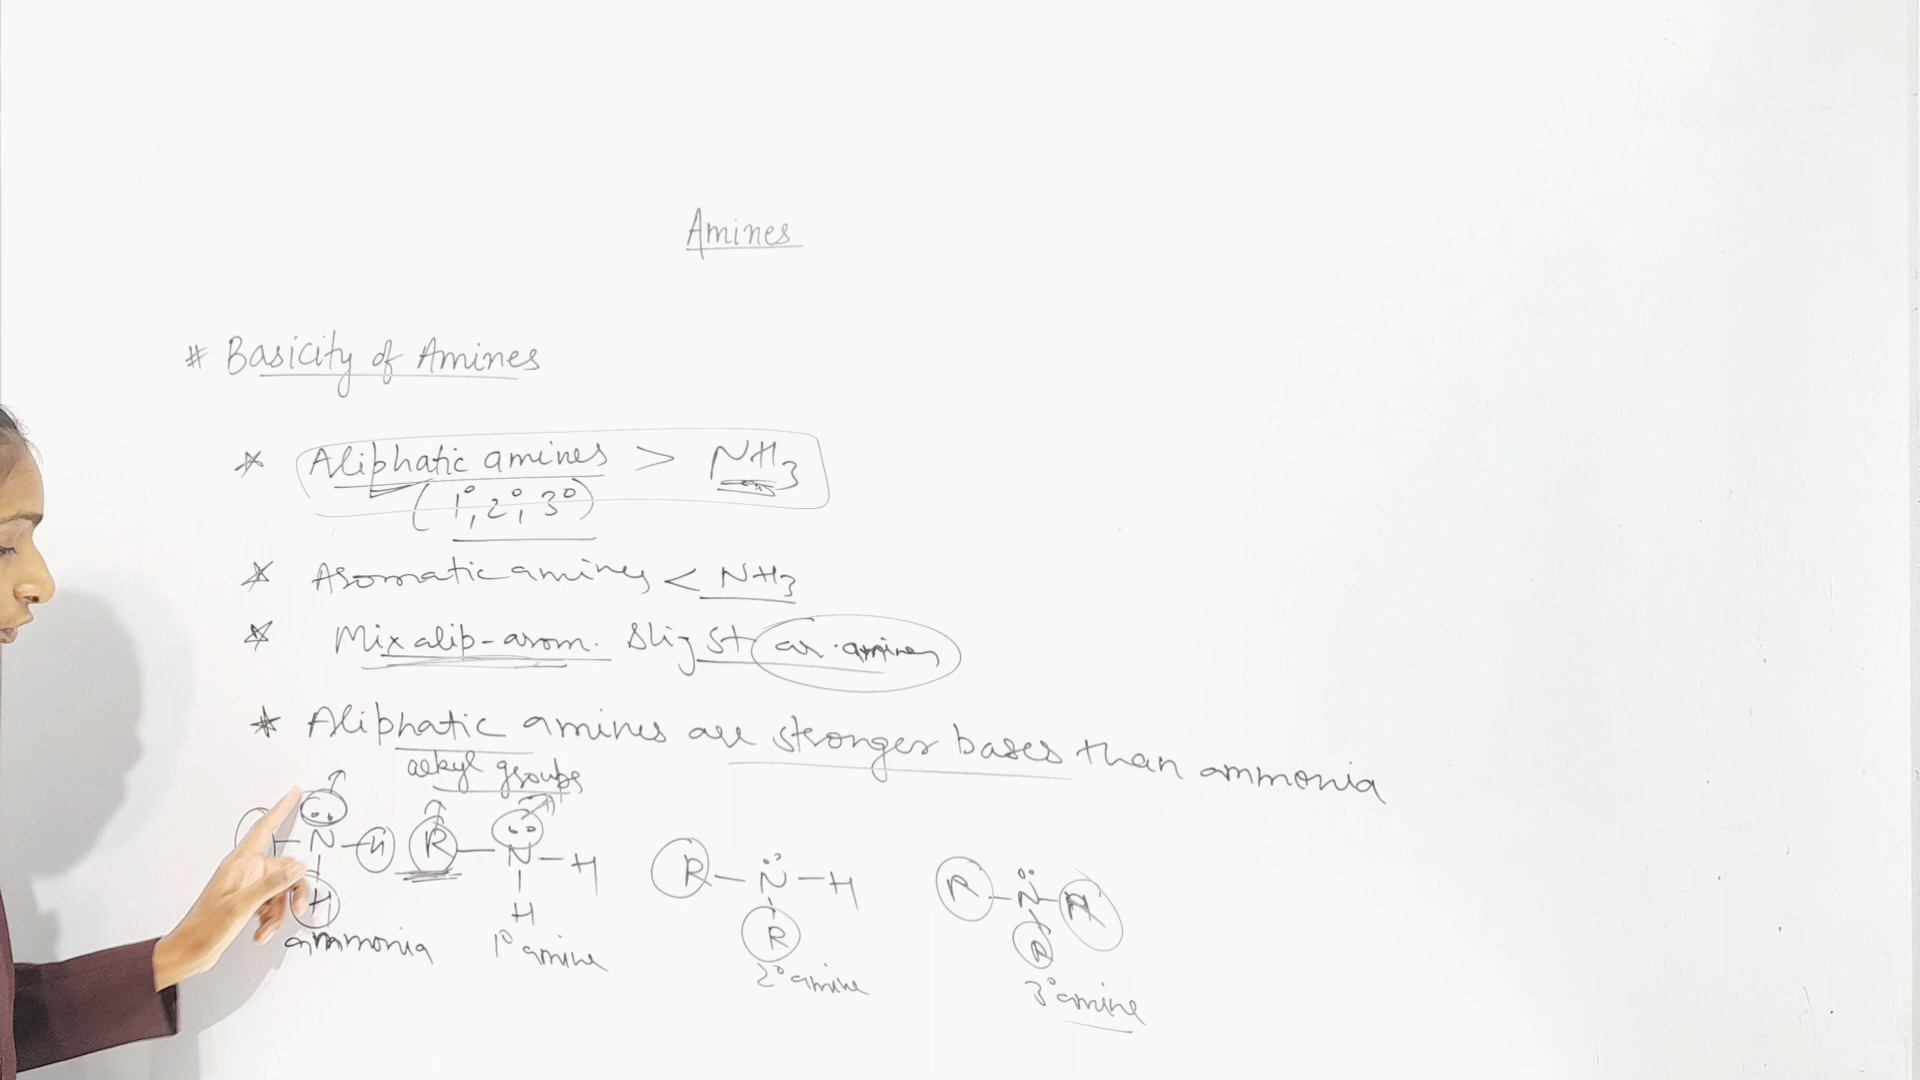 Amines
# Basicity of Amines
* Aliphatic amines > NH3
(1°, 2°, 3°)
* Aromatic amines < NH3
* Mix alip-arom. slig st ar.amines
* Aliphatic amines are stronger bases than ammonia
alkyl groups
N H R N H
R N H
R N R
H H
R R
ammonia 1° amine 2° amine 3° amine